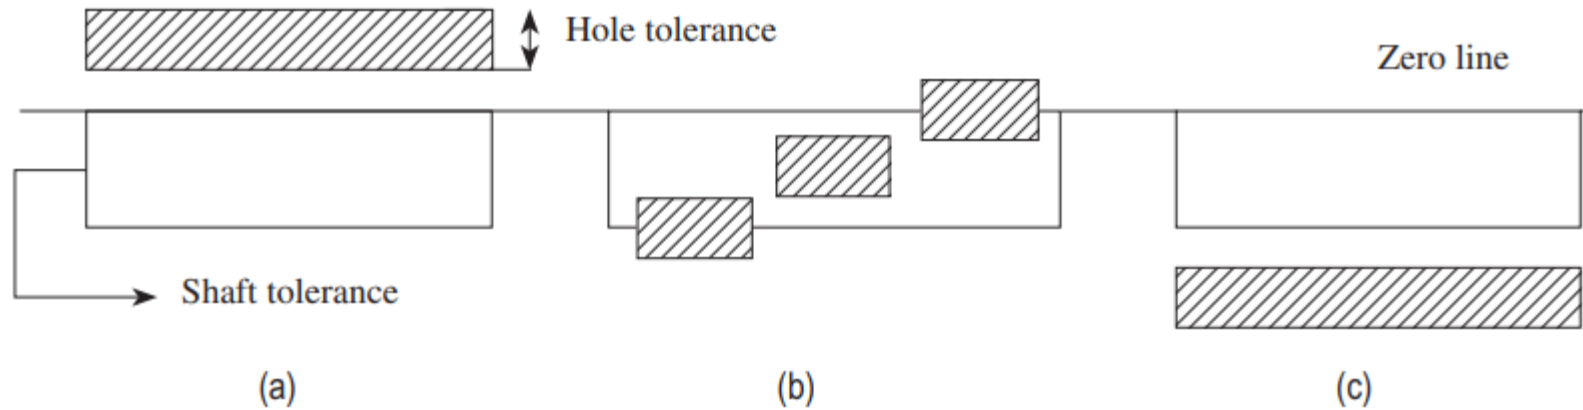 Hole tolerance
Zero line
Shaft tolerance
(a)
(b)
(c)